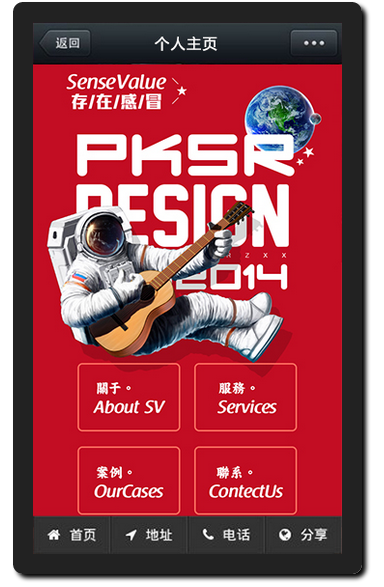 返回
个人主页
SenseValue
存/在/感/冒
PKSR
DESIGN
MZXX
2014
關于。
About SV
服務。
Services
案例。
OurCases
聯系。
ContectUs
首页
地址
电话
分享